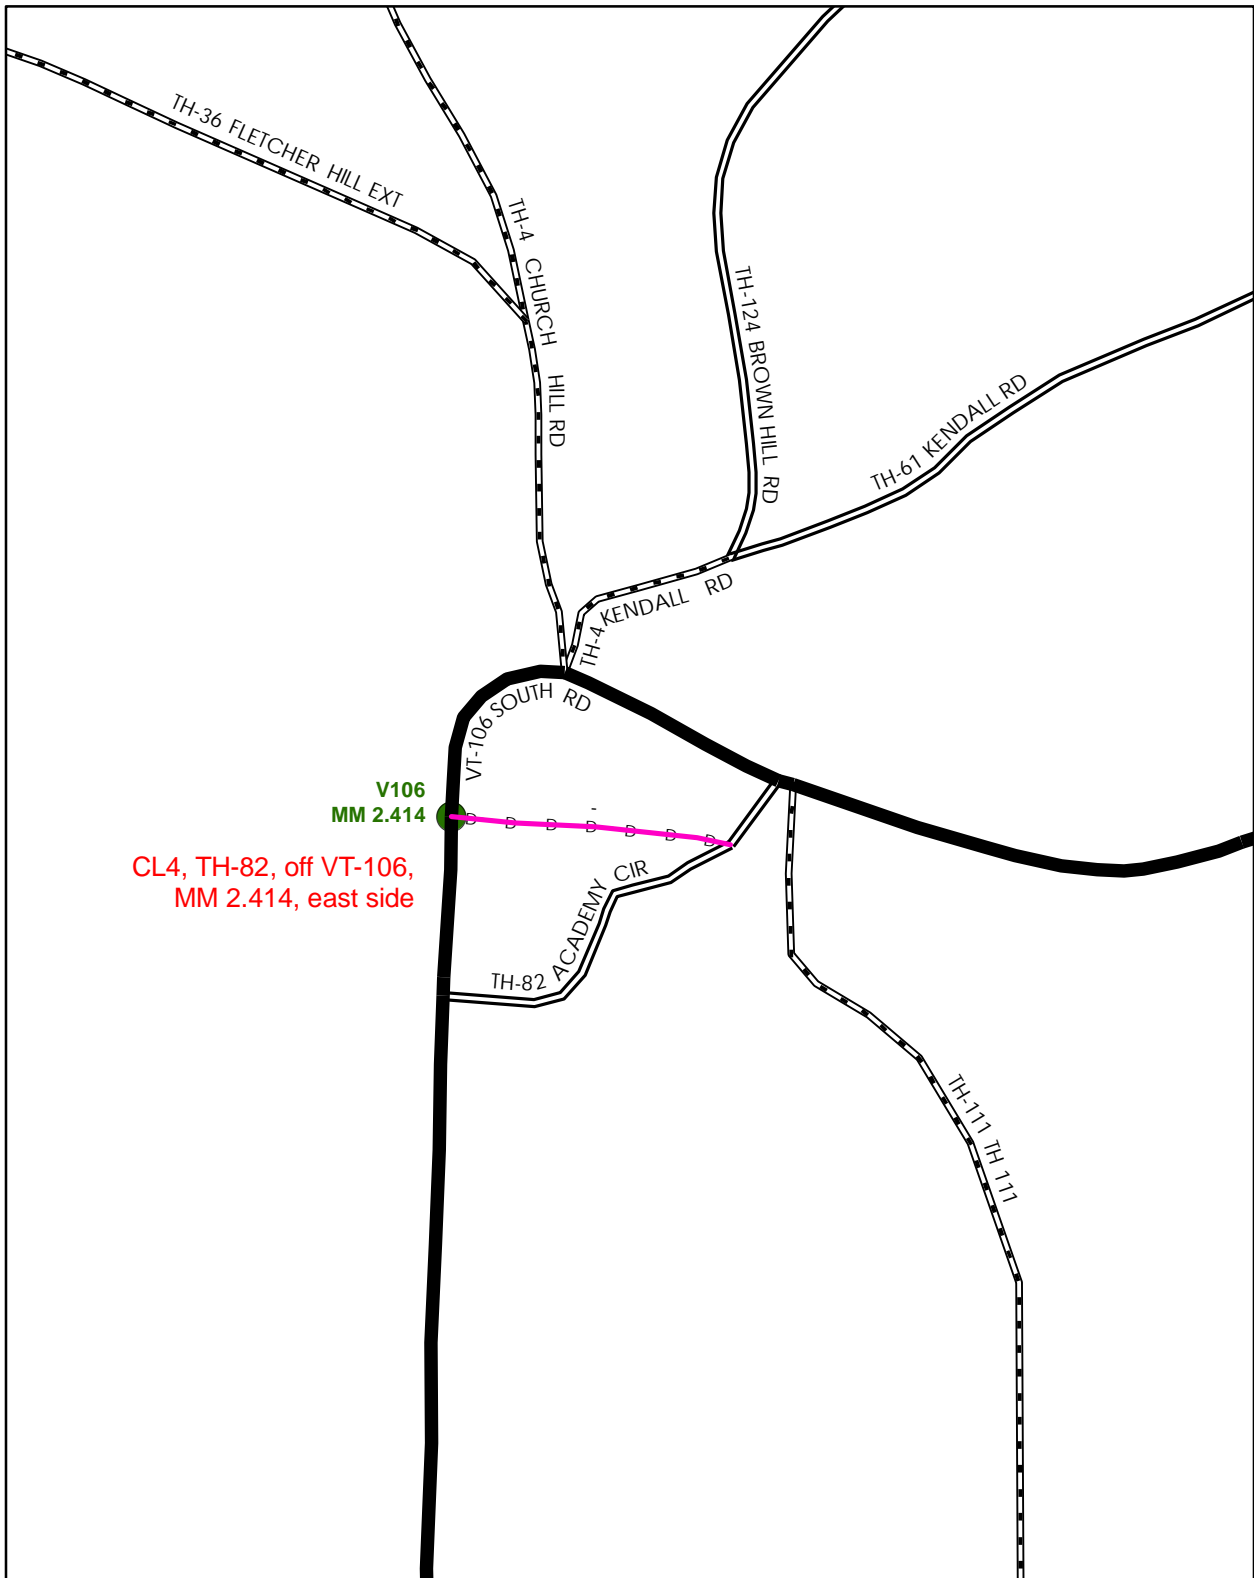 TH-36 FLETCHER HILL EXT
TH-4 CHURCH HILL RD
TH-124 BROWN HILL RD
TH-61 KENDALL RD
TH-4 KENDALL RD
VT-106 SOUTH RD
V106
MM 2.414
-
D D D D D D D
CL4, TH-82, off VT-106,
MM 2.414, east side
TH-82 ACADEMY CIR
TH-111 TH 111